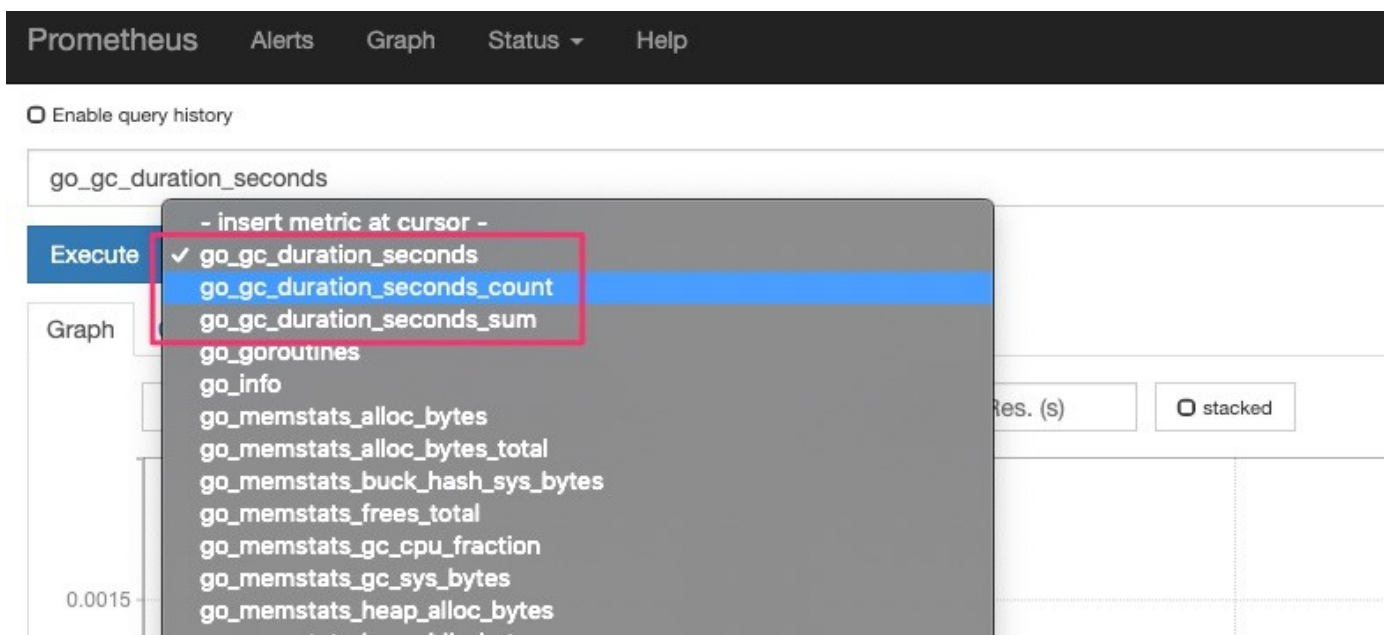 Prometheus Alerts Graph Status Help
Enable query history
go_gc_duration_seconds
- insert metric at cursor -
Execute ✓ go_gc_duration_seconds
go_gc_duration_seconds_count
Graph go_gc_duration_seconds_sum
go_goroutines
go_info
go_memstats_alloc_bytes Res. (s) stacked
go_memstats_alloc_bytes_total
go_memstats_buck_hash_sys_bytes
go_memstats_frees_total
go_memstats_gc_cpu_fraction
go_memstats_gc_sys_bytes
0.0015 go_memstats_heap_alloc_bytes